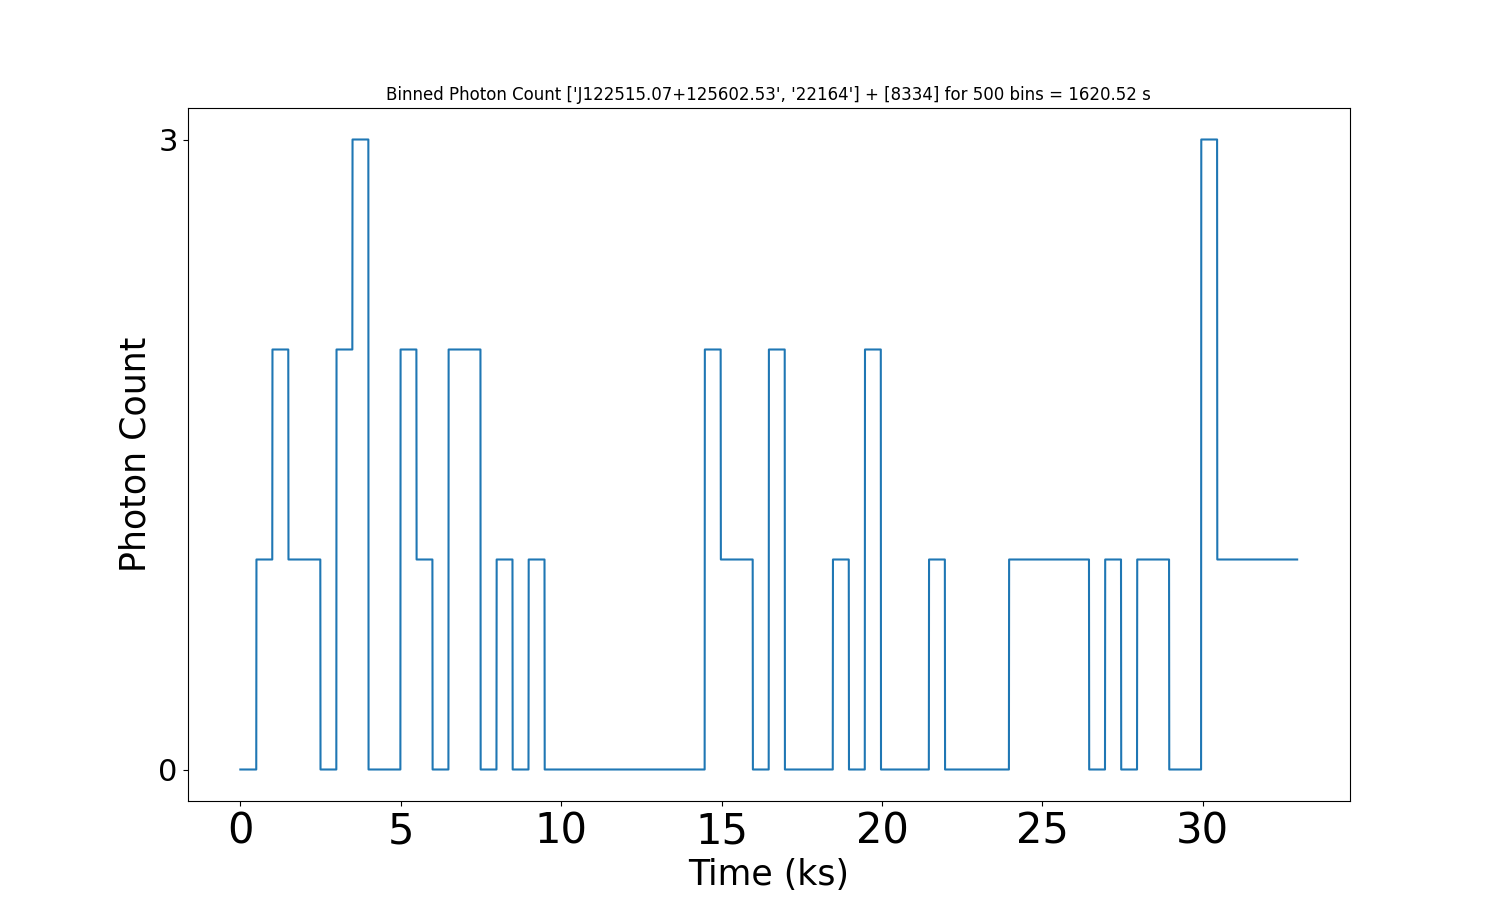 Binned Photon Count ['J122515.07+125602.53', '22164'] + [8334] for 500 bins = 1620.52 s
3
Photon Count
0
0 5 10 15 20 25 30
Time (ks)